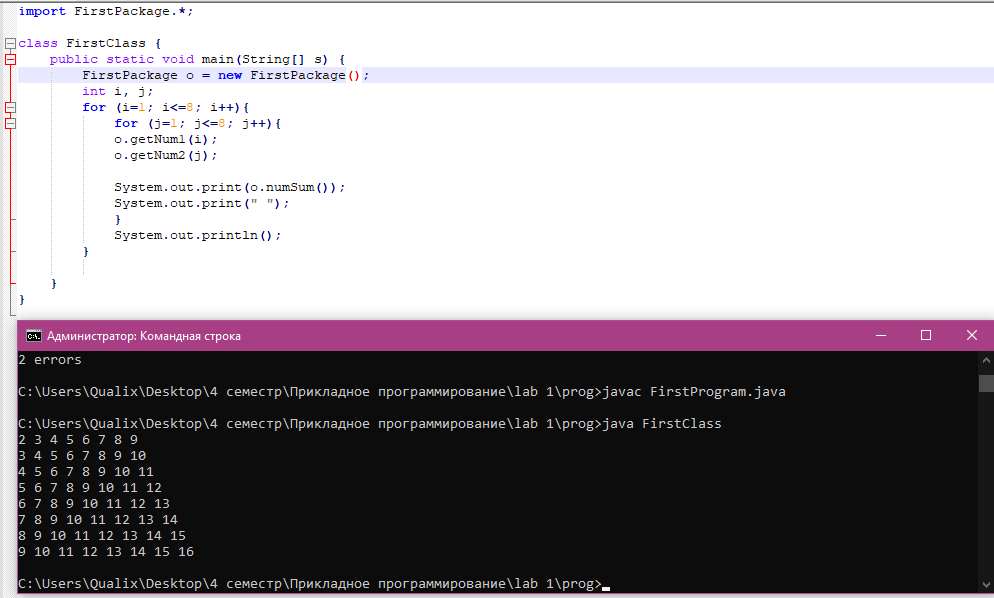 import FirstPackage.*;
class FirstClass {
public static void main(String[] s) {
FirstPackage o = new FirstPackage();
int i, j;
for (i=1; i<=8; i++){
for (j=1; j<=8; j++){
o.getNum1(i);
o.getNum2(j);
System.out.print(o.numSum());
System.out.print(" ");
}
System.out.println();
}
}
}
Администратор: Командная строка
2 errors
C:\Users\Qualix\Desktop\4 семестр\Прикладное программирование\lab 1\prog>javac FirstProgram.java
C:\Users\Qualix\Desktop\4 семестр\Прикладное программирование\lab 1\prog>java FirstClass
2 3 4 5 6 7 8 9
3 4 5 6 7 8 9 10
4 5 6 7 8 9 10 11
5 6 7 8 9 10 11 12
6 7 8 9 10 11 12 13
7 8 9 10 11 12 13 14
8 9 10 11 12 13 14 15
9 10 11 12 13 14 15 16
C:\Users\Qualix\Desktop\4 семестр\Прикладное программирование\lab 1\prog>